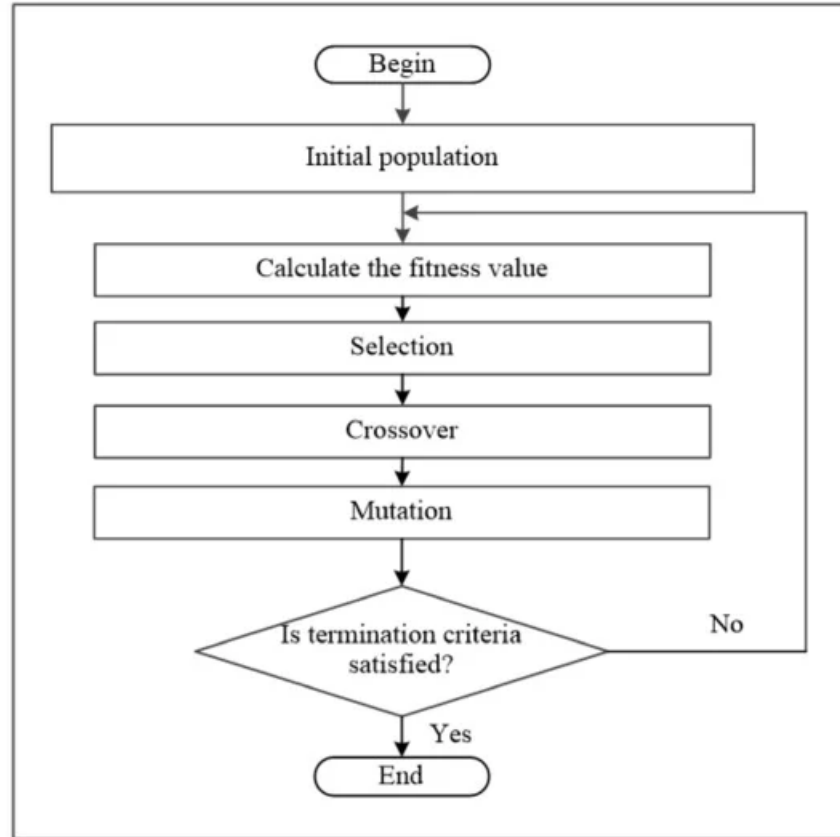 Begin
Initial population
Calculate the fitness value
Selection
Crossover
Mutation
Is termination criteria
satisfied?
No
Yes
End